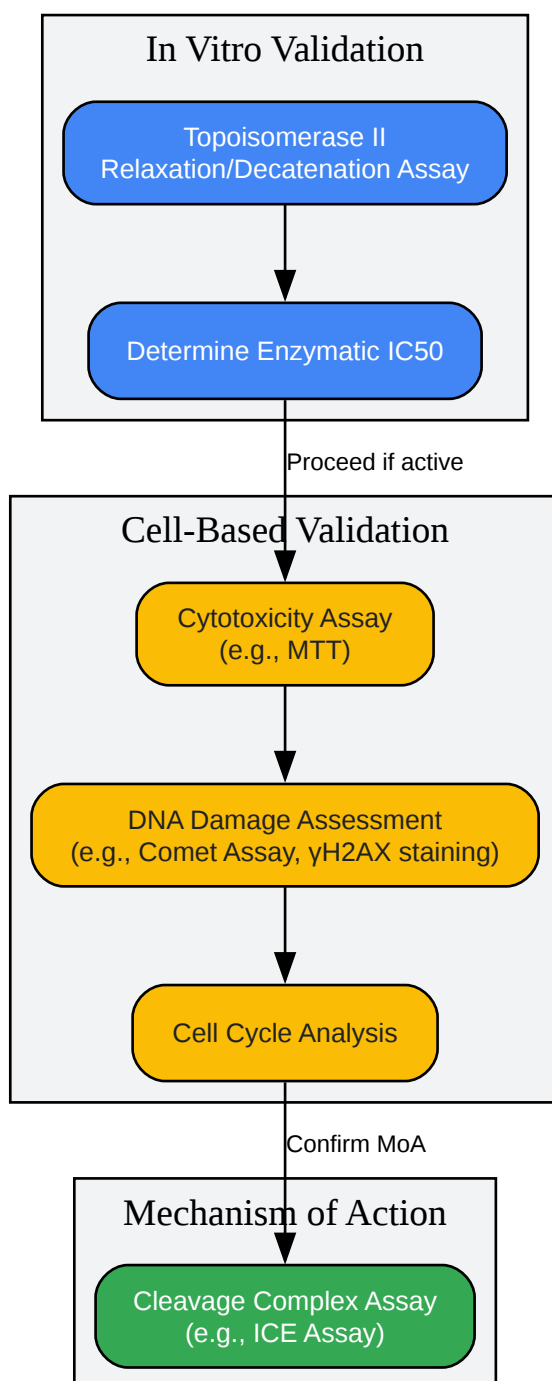 In Vitro Validation
Topoisomerase II
Relaxation/Decatenation Assay
Determine Enzymatic IC50
Proceed if active
Cell-Based Validation
Cytotoxicity Assay
(e.g., MTT)
DNA Damage Assessment
(e.g., Comet Assay, γH2AX staining)
Cell Cycle Analysis
Confirm MoA
Mechanism of Action
Cleavage Complex Assay
(e.g., ICE Assay)